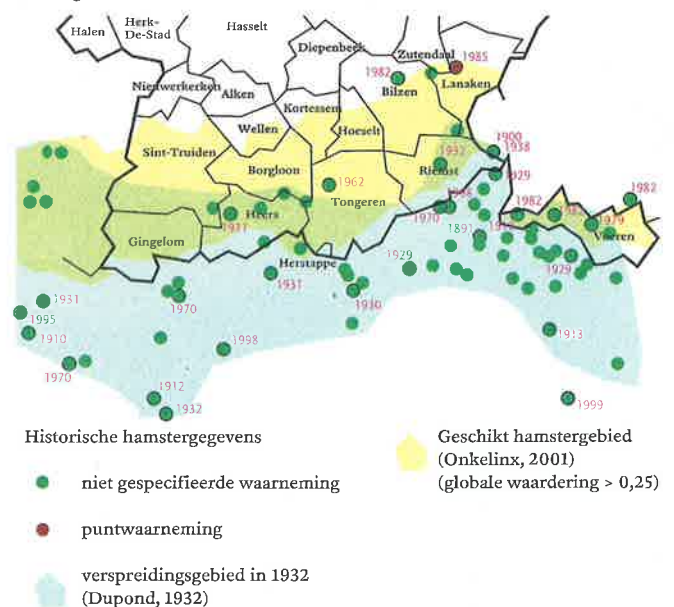 Halen
Herk-
De-Stad
Hasselt
Diepenbeek
Zutendaal
1985
1982
Bilzen
Lanaken
Nieuwerkerken
Alken
Kortessem
Wellen
Hoeselt
1900
1938
Sint-Truiden
1992
Riemst
1929
Borgloon
1962
Tongeren
1982
1982
1970
Heers
1979
Voeren
Gingelom
1891
1929
Herstappe
1929
1931
1931
1970
1930
1995
1910
1998
1913
1970
1912
1932
1999
Historische hamstergegevens
niet gespecifieerde waarneming
puntwaarneming
verspreidingsgebied in 1932
(Dupond, 1932)
Geschikt hamstergebied
(Onkelinx, 2001)
(globale waardering > 0,25)